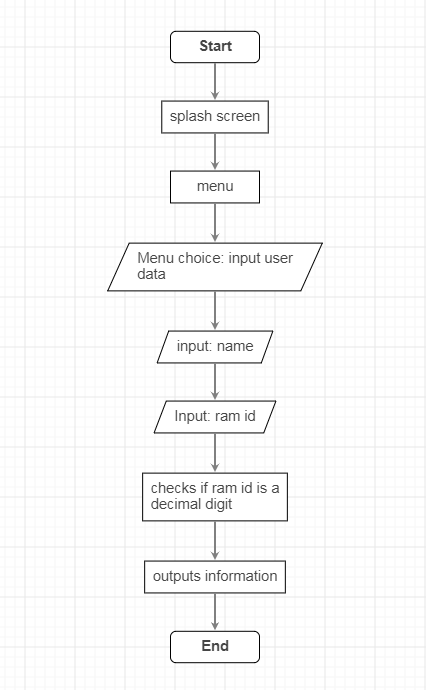 Start
splash screen
menu
Menu choice: input user
data
input: name
Input: ram id
checks if ram id is a
decimal digit
outputs information
End